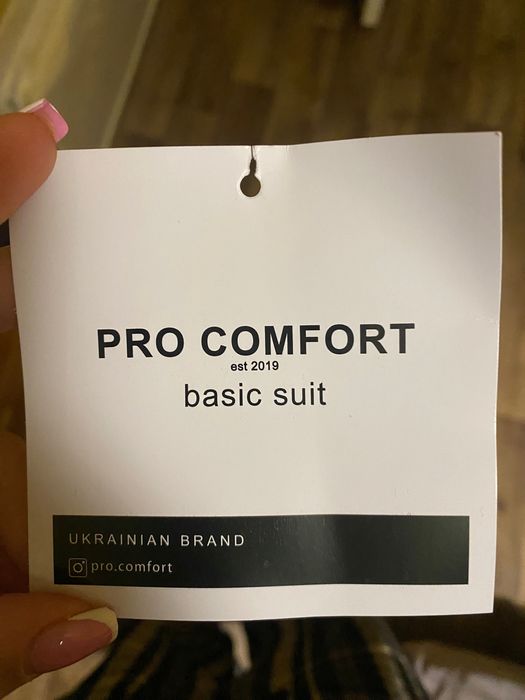 PRO COMFORT
est 2019
basic suit
UKRAINIAN BRAND
pro.comfort